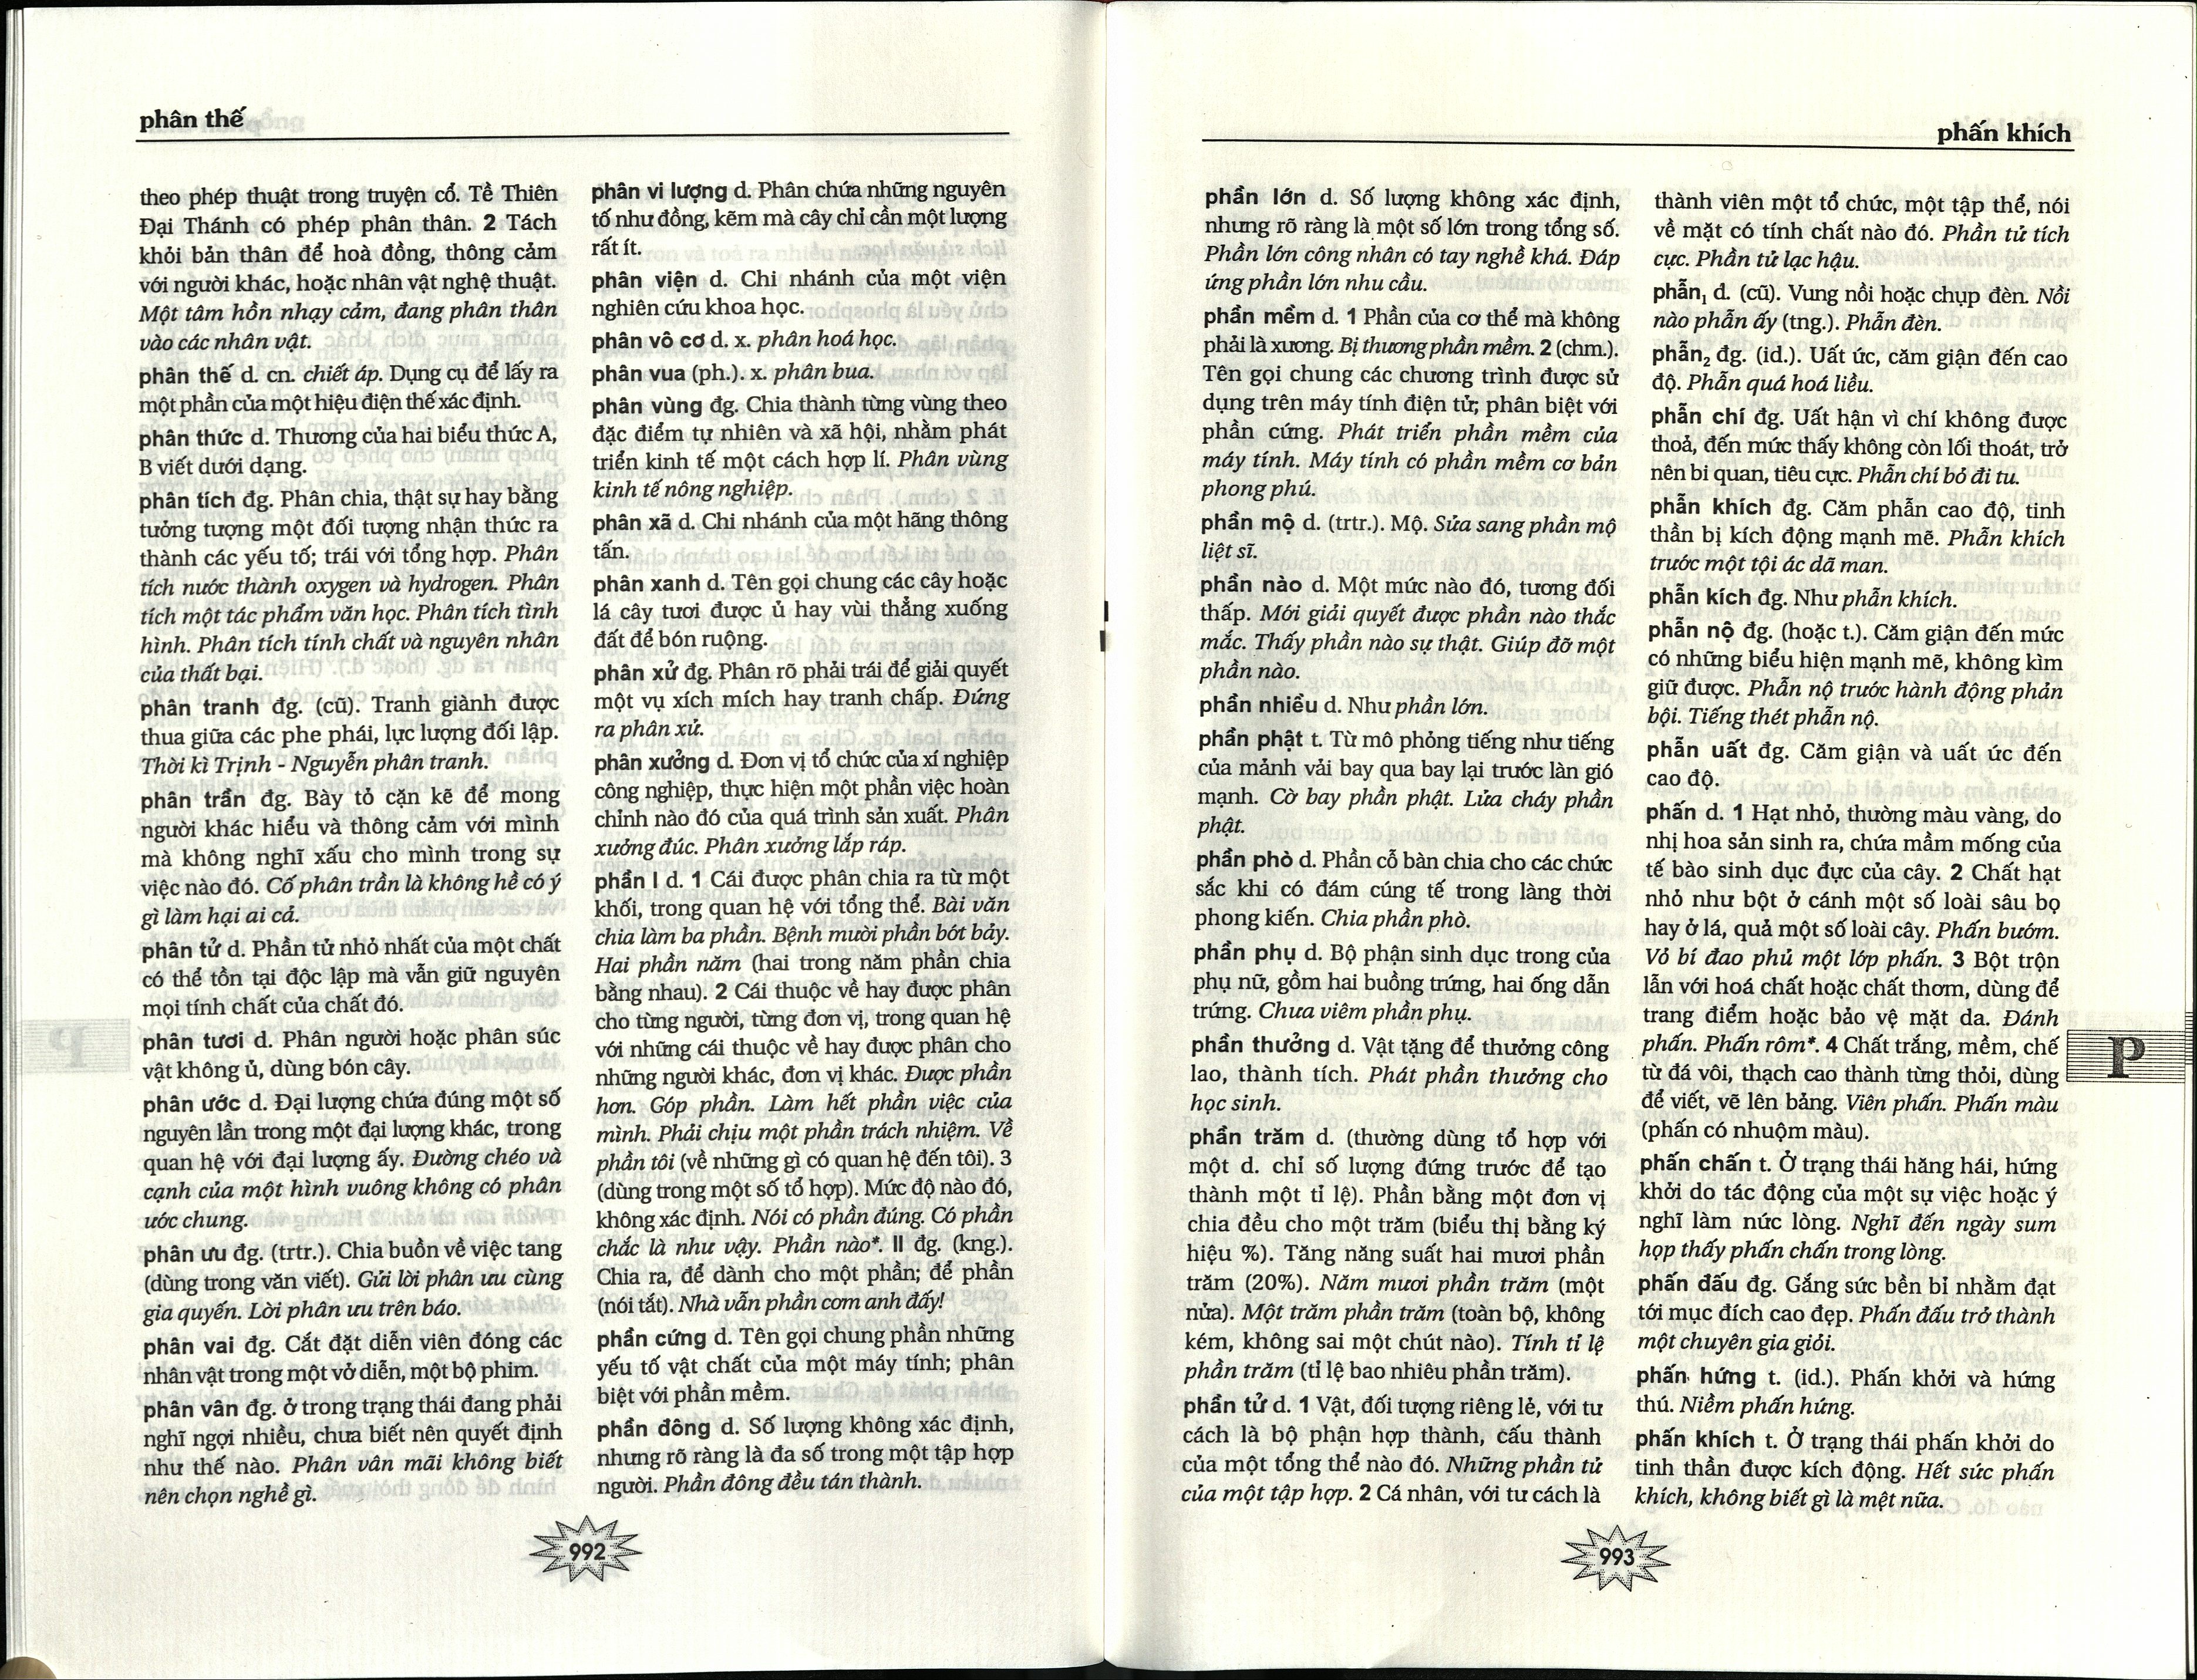 phân thế
theo phép thuật trong truyện cổ. Tề Thiên
Đại Thánh có phép phân thân. 2 Tách
khỏi bản thân để hoà đồng, thông cảm
với người khác, hoặc nhân vật nghệ thuật.
Một tâm hồn nhạy cảm, đang phân thân
vào các nhân vật.
phân thế d. cn. chiết áp. Dụng cụ để lấy ra
một phần của một hiệu điện thế xác định.
phân thức d. Thương của hai biểu thức A,
B viết dưới dạng.
phân tích đg. Phân chia, thật sự hay bằng
tưởng tượng một đối tượng nhận thức ra
thành các yếu tố; trái với tổng hợp. Phân
tích nước thành oxygen và hydrogen. Phân
tích một tác phẩm văn học. Phân tích tình
hình. Phân tích tính chất và nguyên nhân
của thất bại.
phân tranh đg. (cũ). Tranh giành được
thua giữa các phe phái, lực lượng đối lập.
Thời kì Trịnh - Nguyễn phân tranh.
phân trần đg. Bày tỏ cặn kẽ để mong
người khác hiểu và thông cảm với mình
mà không nghĩ xấu cho mình trong sự
việc nào đó. Cố phân trần là không hề có ý
gì làm hại ai cả.
phân tử d. Phần tử nhỏ nhất của một chất
có thể tồn tại độc lập mà vẫn giữ nguyên
mọi tính chất của chất đó.
phân tươi d. Phân người hoặc phân súc
vật không ủ, dùng bón cây.
phân ước d. Đại lượng chứa đúng một số
nguyên lần trong một đại lượng khác, trong
quan hệ với đại lượng ấy. Đường chéo và
cạnh của một hình vuông không có phân
ước chung.
phân ưu đg. (trtr.). Chia buồn về việc tang
(dùng trong văn viết). Gửi lời phân ưu cùng
gia quyến. Lời phân ưu trên báo.
phân vai đg. Cắt đặt diễn viên đóng các
nhân vật trong một vở diễn, một bộ phim.
phân vân đg. ở trong trạng thái đang phải
nghĩ ngợi nhiều, chưa biết nên quyết định
như thế nào. Phân vân mãi không biết
nên chọn nghề gì.
phân vi lượng d. Phân chứa những nguyên
tố như đồng, kẽm mà cây chỉ cần một lượng
rất ít.
phân viện d. Chi nhánh của một viện
nghiên cứu khoa học.
phân vô cơ d. x. phân hoá học.
phân vua (ph.). x. phân bua.
phân vùng đg. Chia thành từng vùng theo
đặc điểm tự nhiên và xã hội, nhằm phát
triển kinh tế một cách hợp lí. Phân vùng
kinh tế nông nghiệp.
phân xã d. Chi nhánh của một hãng thông
tấn.
phân xanh d. Tên gọi chung các cây hoặc
lá cây tươi được ủ hay vùi thẳng xuống
đất để bón ruộng.
phân xử đg. Phân rõ phải trái để giải quyết
một vụ xích mích hay tranh chấp. Đứng
ra phân xử.
phân xưởng d. Đơn vị tổ chức của xí nghiệp
công nghiệp, thực hiện một phần việc hoàn
chỉnh nào đó của quá trình sản xuất. Phân
xưởng đúc. Phân xưởng lắp ráp.
phần I d. 1 Cái được phân chia ra từ một
khối, trong quan hệ với tổng thể. Bài văn
chia làm ba phần. Bệnh mười phần bót bảy.
Hai phần năm (hai trong năm phần chia
bằng nhau). 2 Cái thuộc về hay được phân
cho từng người, từng đơn vị, trong quan hệ
với những cái thuộc về hay được phân cho
những người khác, đơn vị khác. Được phần
hơn. Góp phần. Làm hết phần việc của
mình. Phải chịu một phần trách nhiệm. Về
phần tôi (về những gì có quan hệ đến tôi). 3
(dùng trong một số tổ hợp). Mức độ nào đó,
không xác định. Nói có phần đúng. Có phần
chắc là như vậy. Phần nào*. II đg. (kng.).
Chia ra, để dành cho một phần; để phần
(nói tắt). Nhà vẫn phần cơm anh đấy!
phần cứng d. Tên gọi chung phần những
yếu tố vật chất của một máy tính; phân
biệt với phần mềm.
phần đông d. Số lượng không xác định,
nhưng rõ ràng là đa số trong một tập hợp
người. Phần đông đều tán thành.
992
phấn khích
phần lớn d. Số lượng không xác định,
nhưng rõ ràng là một số lớn trong tổng số.
Phần lớn công nhân có tay nghề khá. Đáp
ứng phần lớn nhu cầu.
phần mềm d. 1 Phần của cơ thể mà không
phải là xương. Bị thương phần mềm. 2 (chm.).
Tên gọi chung các chương trình được sử
dụng trên máy tính điện tử; phân biệt với
phần cứng. Phát triển phần mềm của
máy tính. Máy tính có phần mềm cơ bản
phong phú.
phần mộ d. (trtr.). Mộ. Sửa sang phần mộ
liệt sĩ.
phần nào d. Một mức nào đó, tương đối
thấp. Mới giải quyết được phần nào thắc
mắc. Thấy phần nào sự thật. Giúp đỡ một
phần nào.
phần nhiều d. Như phần lớn.
phần phật t. Từ mô phỏng tiếng như tiếng
của mảnh vải bay qua bay lại trước làn gió
mạnh. Cờ bay phần phật. Lửa cháy phần
phật.
phần phò d. Phần cỗ bàn chia cho các chức
sắc khi có đám cúng tế trong làng thời
phong kiến. Chia phần phò.
phần phụ d. Bộ phận sinh dục trong của
phụ nữ, gồm hai buồng trứng, hai ống dẫn
trứng. Chưa viêm phần phụ.
phần thưởng d. Vật tặng để thưởng công
lao, thành tích. Phát phần thưởng cho
học sinh.
phần trăm d. (thường dùng tổ hợp với
một d. chỉ số lượng đứng trước để tạo
thành một tỉ lệ). Phần bằng một đơn vị
chia đều cho một trăm (biểu thị bằng ký
hiệu %). Tăng năng suất hai mươi phần
trăm (20%). Năm mươi phần trăm (một
nửa). Một trăm phần trăm (toàn bộ, không
kém, không sai một chút nào). Tính tỉ lệ
phần trăm (tỉ lệ bao nhiêu phần trăm).
phần tử d. 1 Vật, đối tượng riêng lẻ, với tư
cách là bộ phận hợp thành, cấu thành
của một tổng thể nào đó. Những phần tử
của một tập hợp. 2 Cá nhân, với tư cách là
thành viên một tổ chức, một tập thể, nói
về mặt có tính chất nào đó. Phần tử tích
cực. Phần tử lạc hậu.
phẫn₁ d. (cũ). Vung nồi hoặc chụp đèn. Nồi
nào phẫn ấy (tng.). Phẫn đèn.
phẫn₂ đg. (id.). Uất ức, căm giận đến cao
độ. Phẫn quá hoá liều.
phẫn chí đg. Uất hận vì chí không được
thoả, đến mức thấy không còn lối thoát, trở
nên bi quan, tiêu cực. Phẫn chí bỏ đi tu.
phẫn khích đg. Căm phẫn cao độ, tinh
thần bị kích động mạnh mẽ. Phẫn khích
trước một tội ác dã man.
phẫn kích đg. Như phẫn khích.
phẫn nộ đg. (hoặc t.). Căm giận đến mức
có những biểu hiện mạnh mẽ, không kìm
giữ được. Phẫn nộ trước hành động phản
bội. Tiếng thét phẫn nộ.
phẫn uất đg. Căm giận và uất ức đến
cao độ.
phấn d. 1 Hạt nhỏ, thường màu vàng, do
nhị hoa sản sinh ra, chứa mầm mống của
tế bào sinh dục đực của cây. 2 Chất hạt
nhỏ như bột ở cánh một số loài sâu bọ
hay ở lá, quả một số loài cây. Phấn bướm.
Vỏ bí đao phủ một lớp phấn. 3 Bột trộn
lẫn với hoá chất hoặc chất thơm, dùng để
trang điểm hoặc bảo vệ mặt da. Đánh
phấn. Phấn rôm*. 4 Chất trắng, mềm, chế
từ đá vôi, thạch cao thành từng thỏi, dùng
để viết, vẽ lên bảng. Viên phấn. Phấn màu
(phấn có nhuộm màu).
phấn chấn t. Ở trạng thái hăng hái, hứng
khởi do tác động của một sự việc hoặc ý
nghĩ làm nức lòng. Nghĩ đến ngày sum
họp thấy phấn chấn trong lòng.
phấn đấu đg. Gắng sức bền bỉ nhằm đạt
tới mục đích cao đẹp. Phấn đấu trở thành
một chuyên gia giỏi.
phấn hứng t. (id.). Phấn khởi và hứng
thú. Niềm phấn hứng.
phấn khích t. Ở trạng thái phấn khởi do
tinh thần được kích động. Hết sức phấn
khích, không biết gì là mệt nữa.
P
993